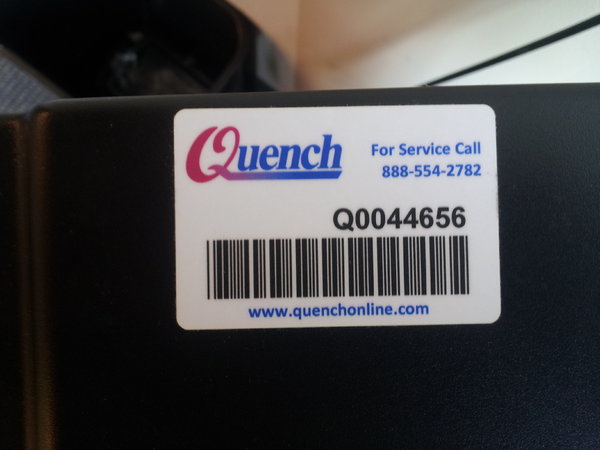 Quench
For Service Call
888-554-2782
Q0044656
www.quenchonline.com